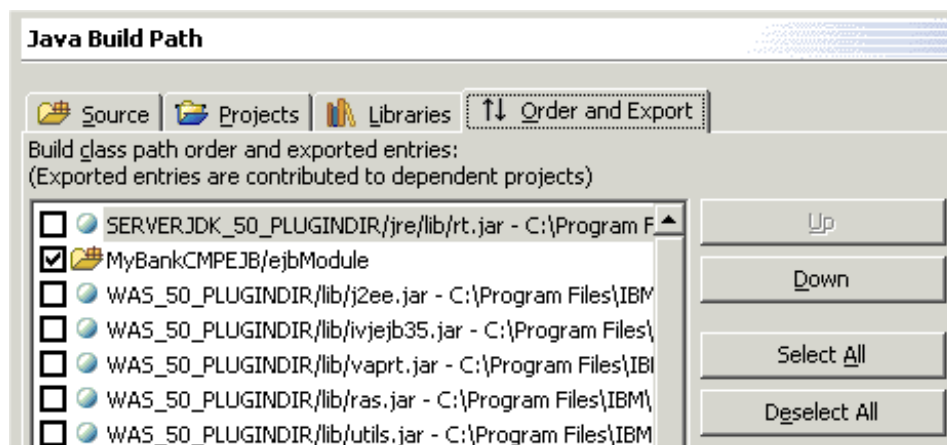 Java Build Path
Source Projects Libraries Order and Export
Build class path order and exported entries:
(Exported entries are contributed to dependent projects)
SERVERJDK_50_PLUGINDIR/jre/lib/rt.jar - C:\Program F
Up
MyBankCMPEJB/ejbModule
Down
WAS_50_PLUGINDIR/lib/j2ee.jar - C:\Program Files\IBM
WAS_50_PLUGINDIR/lib/ivjejb35.jar - C:\Program Files\
Select All
WAS_50_PLUGINDIR/lib/vaprt.jar - C:\Program Files\IB
WAS_50_PLUGINDIR/lib/ras.jar - C:\Program Files\IBM\
Deselect All
WAS_50_PLUGINDIR/lib/utils.jar - C:\Program Files\IBM